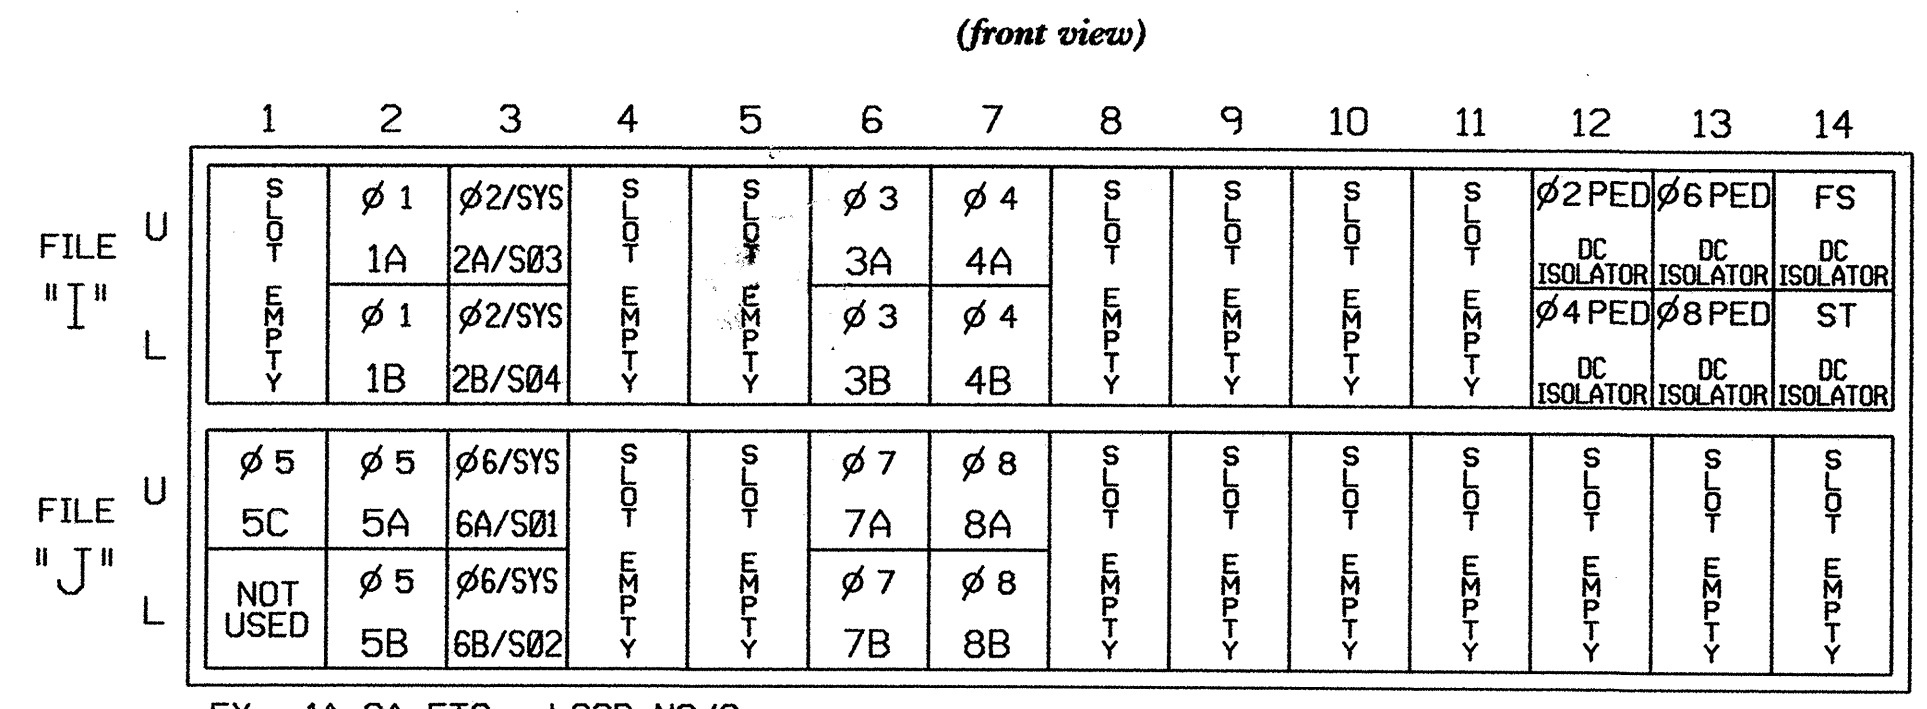 (front view)
1 2 3 4 5 6 7 8 9 10 11 12 13 14
FILE "I"
U
L
SLOT EMPTY
Ø 1
1A
Ø 1
1B
Ø2/SYS
2A/SØ3
Ø2/SYS
2B/SØ4
SLOT EMPTY
SLOT EMPTY
Ø 3
3A
Ø 3
3B
Ø 4
4A
Ø 4
4B
SLOT EMPTY
SLOT EMPTY
SLOT EMPTY
SLOT EMPTY
Ø2 PED
DC
ISOLATOR
Ø4 PED
DC
ISOLATOR
Ø6 PED
DC
ISOLATOR
Ø8 PED
DC
ISOLATOR
FS
DC
ISOLATOR
ST
DC
ISOLATOR
FILE "J"
U
L
Ø 5
5C
NOT
USED
Ø 5
5A
Ø 5
5B
Ø6/SYS
6A/SØ1
Ø6/SYS
6B/SØ2
SLOT EMPTY
SLOT EMPTY
Ø 7
7A
Ø 7
7B
Ø 8
8A
Ø 8
8B
SLOT EMPTY
SLOT EMPTY
SLOT EMPTY
SLOT EMPTY
SLOT EMPTY
SLOT EMPTY
SLOT EMPTY